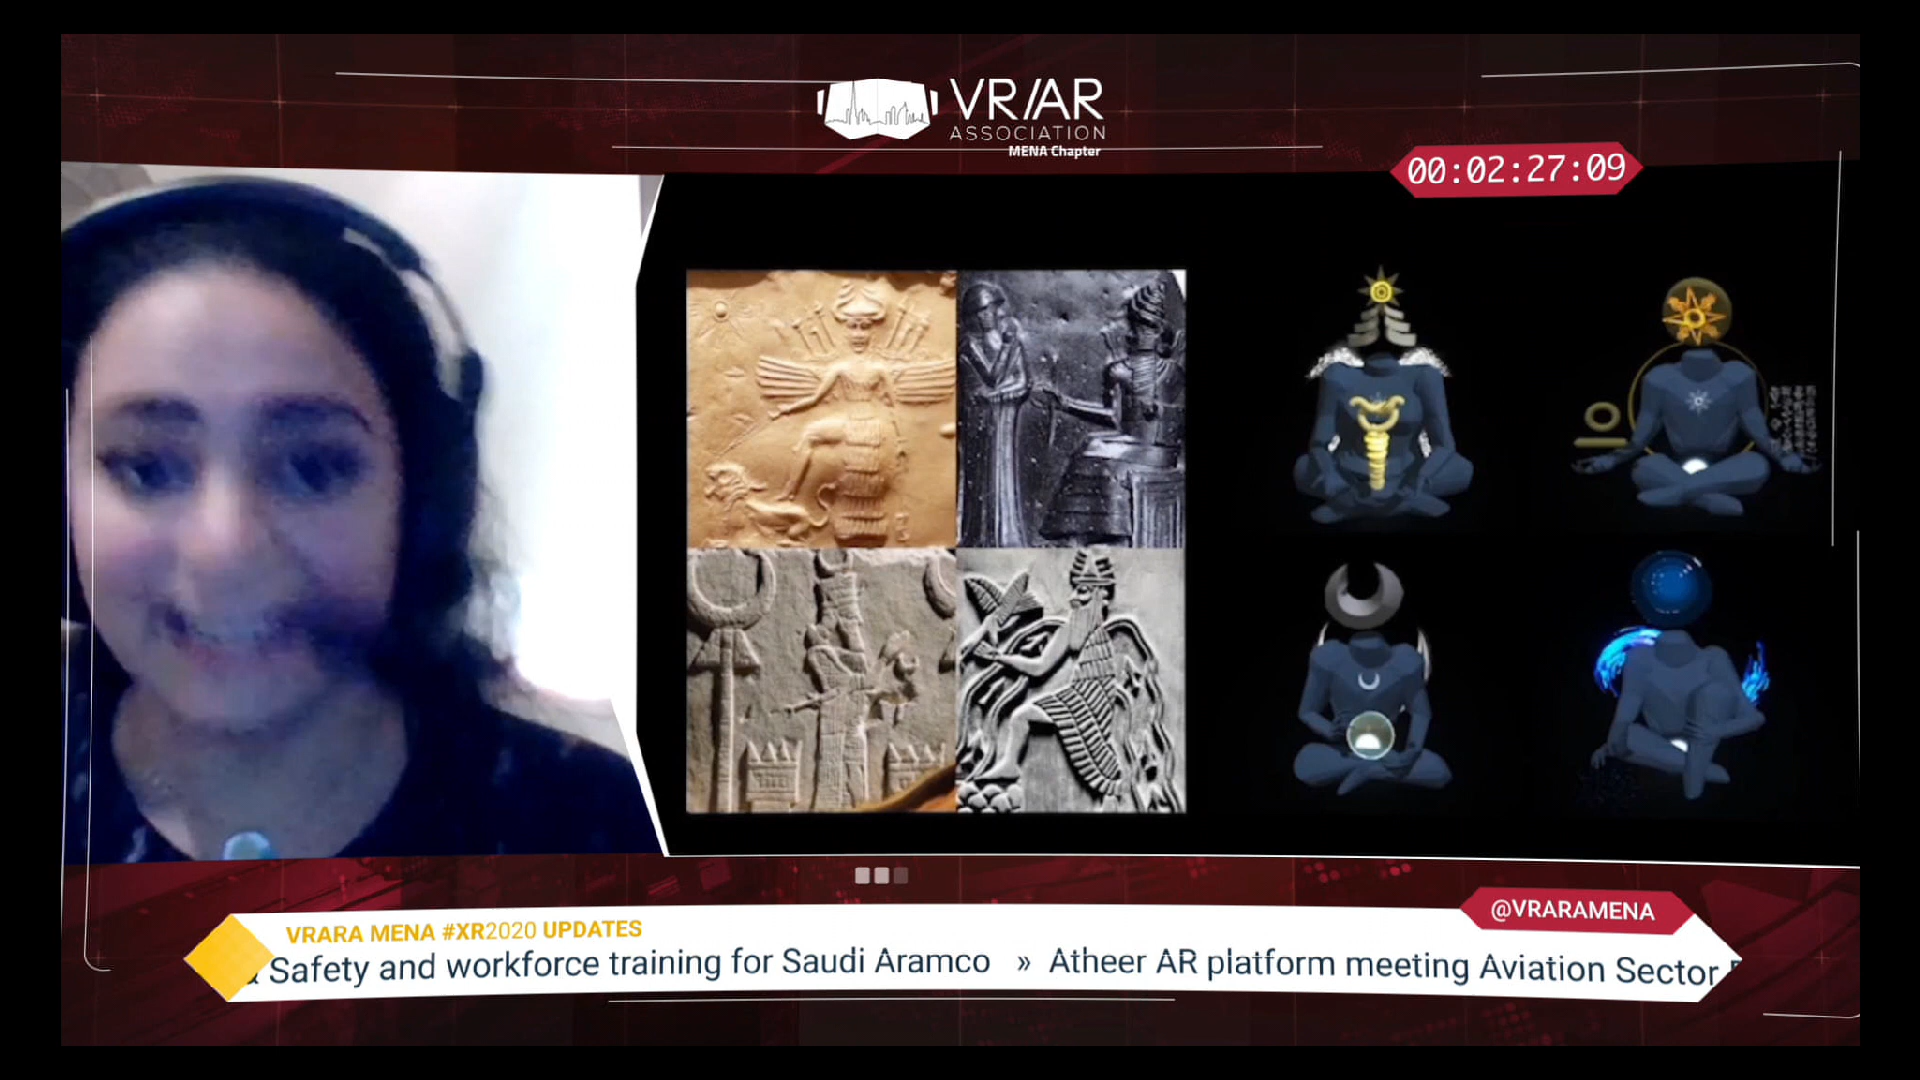 VR/AR
ASSOCIATION
MENA Chapter
00:02:27:09
@VRARAMENA
VRARA MENA #XR2020 UPDATES
& Safety and workforce training for Saudi Aramco » Atheer AR platform meeting Aviation Sector